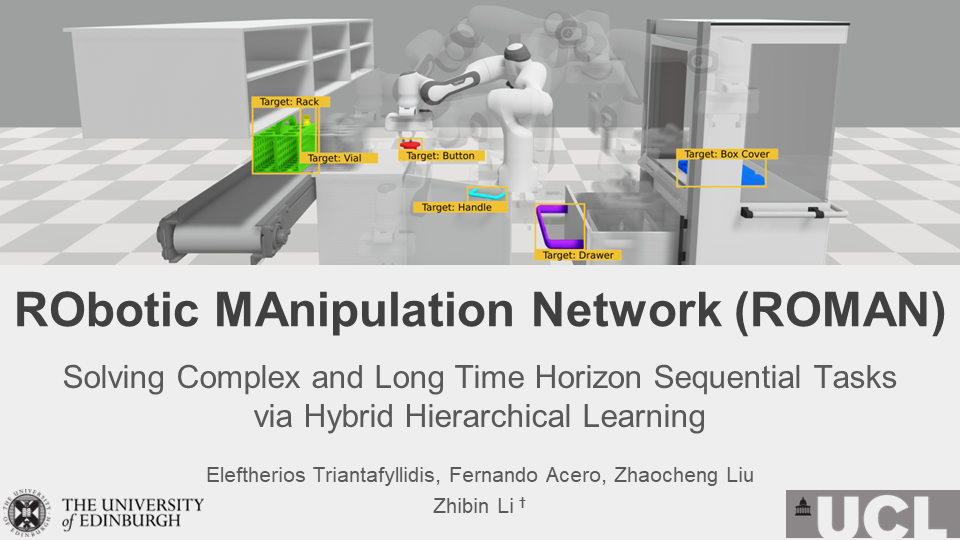 Target: Rack
Target: Vial
Target: Button
Target: Box Cover
Target: Handle
Target: Drawer
RObotic MAnipulation Network (ROMAN)
Solving Complex and Long Time Horizon Sequential Tasks
via Hybrid Hierarchical Learning
Eleftherios Triantafyllidis, Fernando Acero, Zhaocheng Liu
Zhibin Li †
THE UNIVERSITY
of EDINBURGH
UCL